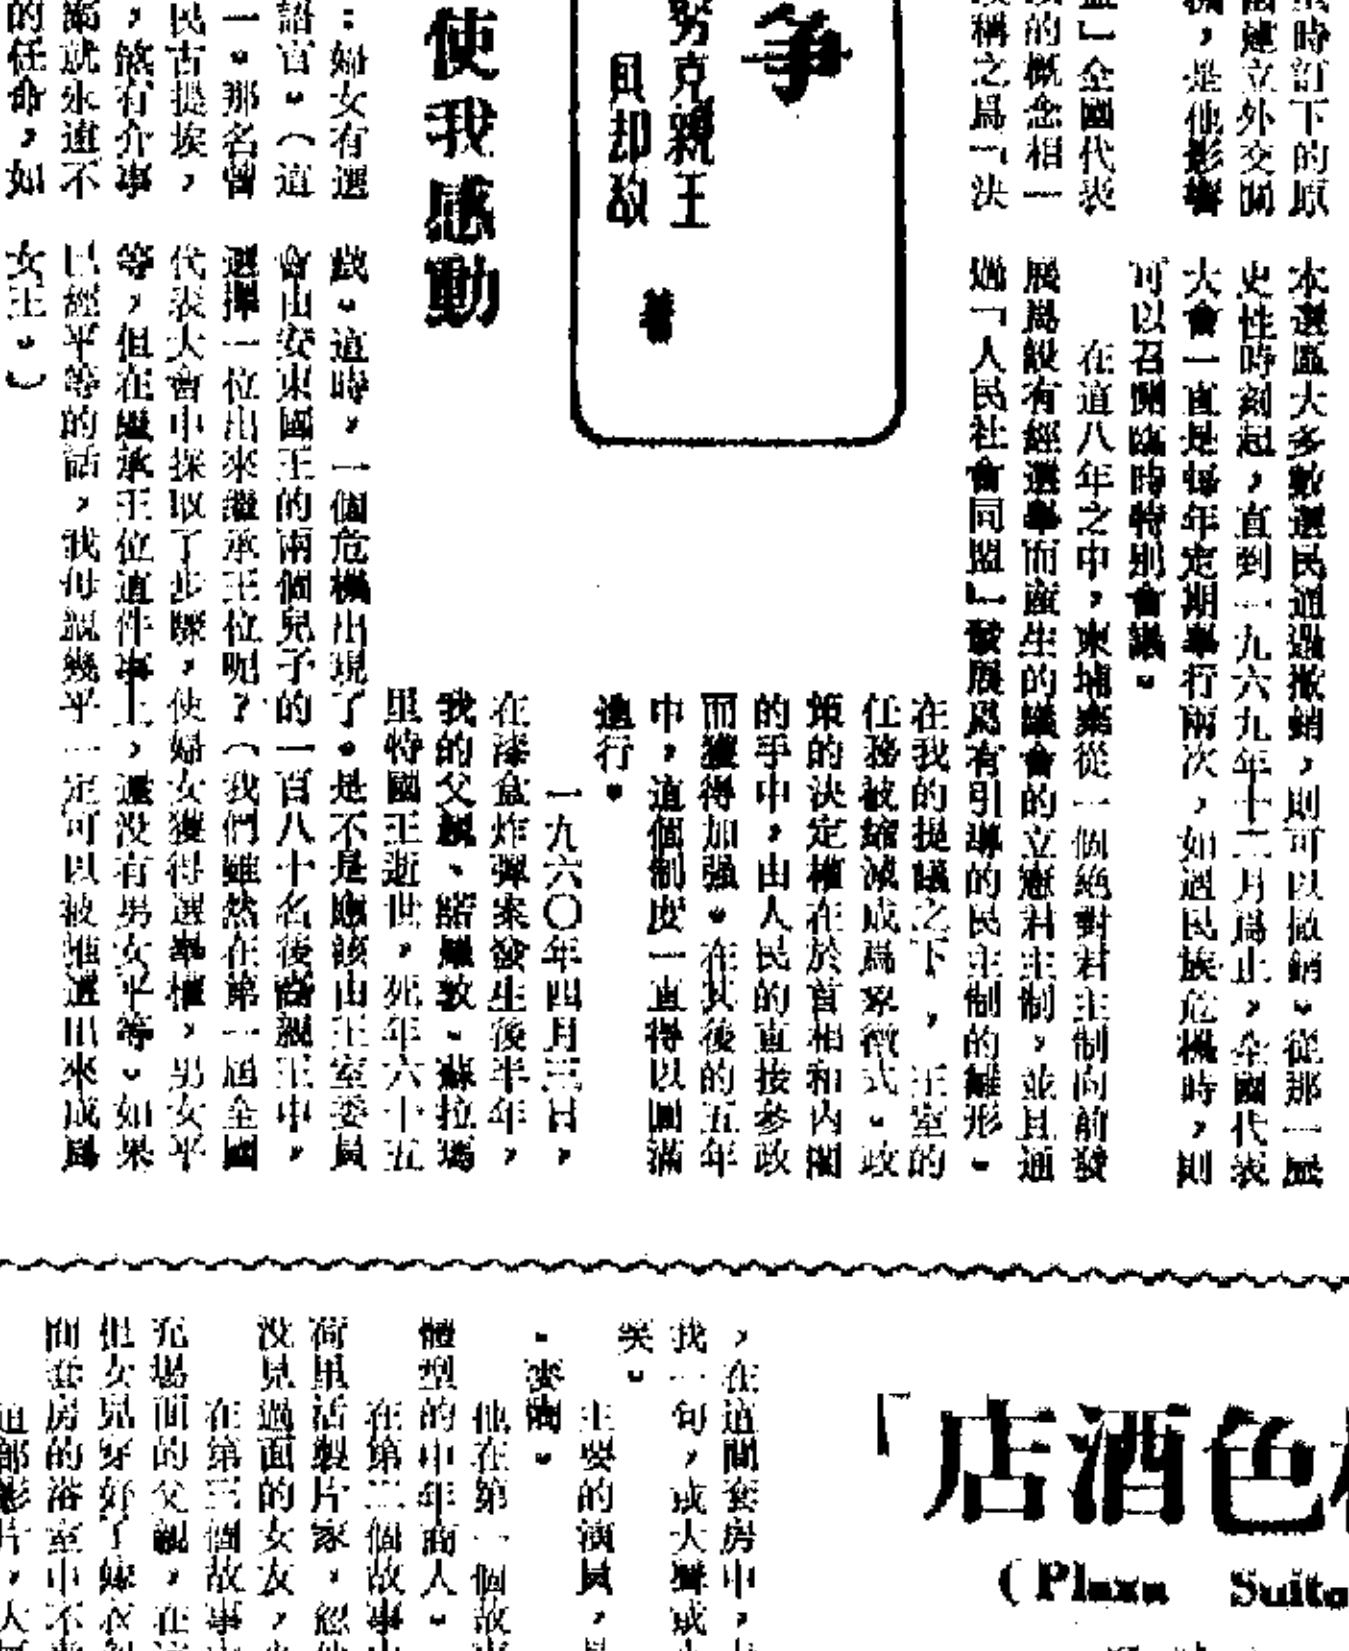 時訂下的原
建立外交關
，是他影響
盟」全國代表
的概念相一
稱之爲「決
爭
努克親王
貝却敌
著
使我感動
：婦女有選
語言。（這
一。那名曾
民古提族，
，煞有介事
就永遠不
的任命，如
本選區大多數選民通過撤銷，則可以撤銷。從那一歷
史性時刻起，直到一九六九年十二月爲止，全國代表
大會一直是每年定期舉行兩次，如遇民族危機時，則
可以召開臨時特別會議。
在這八年之中，柬埔寨從一個絶對君主制向前發
展爲設有經選舉而產生的議會的立憲君主制，並且通
過「人民社會同盟」發展爲有引導的民主制的雛形。
在我的提議之下，王室的
任務被縮減成爲象徵式。政
策的決定權在於首相和內閣
的手中，由人民的直接參政
而獲得加强。在其後的五年
中，這個制度一直得以圓滿
進行。
一九六〇年四月三日，
在漆盒炸彈案發生後半年，
我的父親、諾羅敦·蘇拉瑪
里特國王逝世，死年六十五
歲。這時，一個危機出現了。是不是應該由王室委員
會由安東國王的兩個兒子的一百八十名後裔親王中，
選擇一位出來繼承王位呢？（我們雖然在第一屆全國
代表大會中採取了步驟，使婦女獲得選舉權，男女平
等，但在繼承王位這件事上，還没有男女平等。如果
已經平等的話，我母親幾乎一定可以被推選出來成爲
女王。）
「
店酒色
(Plaza Suite
，在這間套房中，
我一句，或大聲或
笑。
主要的演員，
·麥陶。
他在第一個故
體型的中年商人。
在第二個故事
荷里活製片家，
没見過面的女友，
在第三個故事
充場面的父親，在
但女兒穿好了嫁衣
間套房的浴室中不
這部影片，